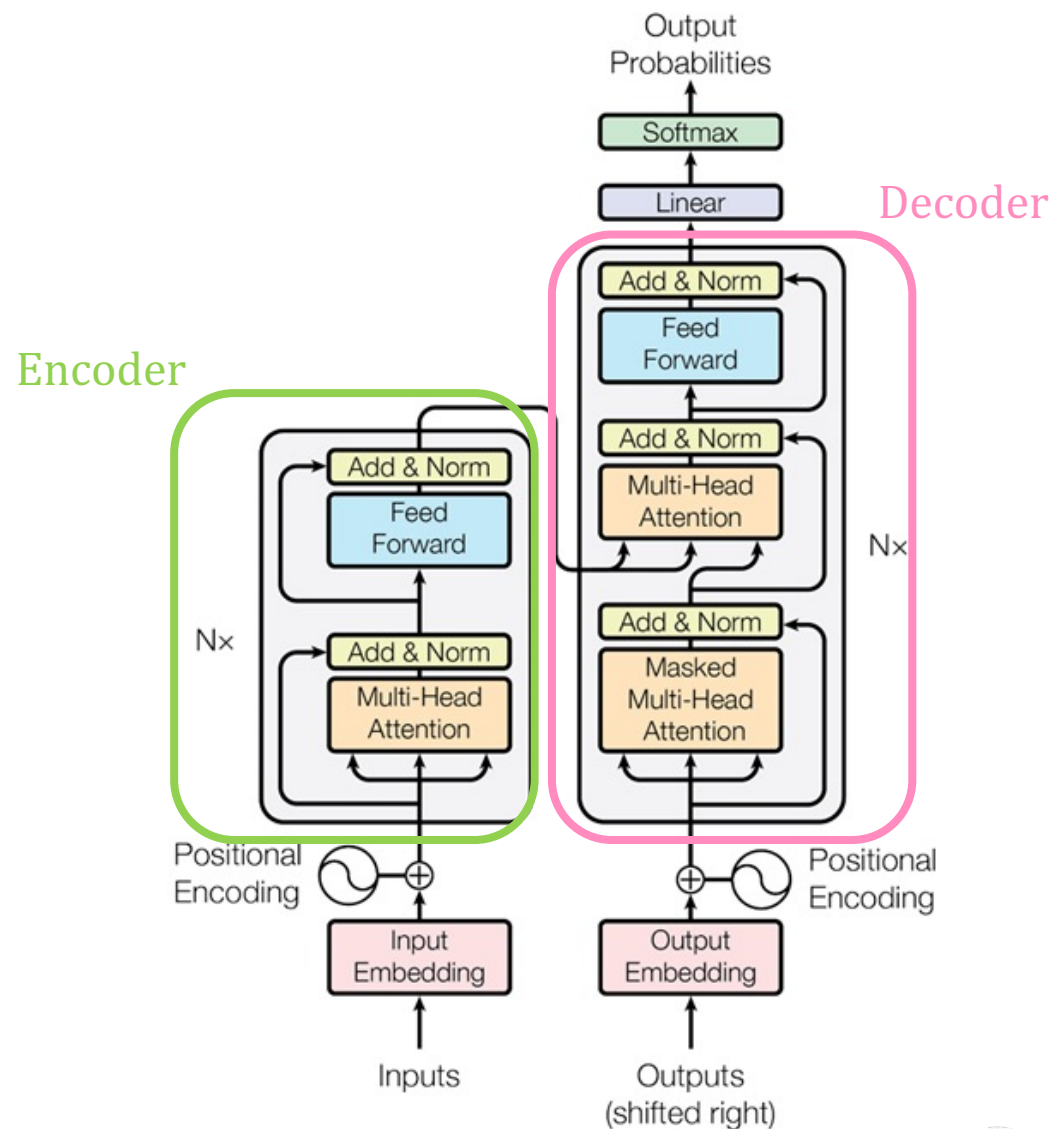 Output
Probabilities
Softmax
Linear
Decoder
Add & Norm
Feed
Forward
Add & Norm
Multi-Head
Attention
Nx
Add & Norm
Masked
Multi-Head
Attention
Encoder
Add & Norm
Feed
Forward
Nx
Add & Norm
Multi-Head
Attention
Positional
Encoding
Input
Embedding
Inputs
Positional
Encoding
Output
Embedding
Outputs
(shifted right)